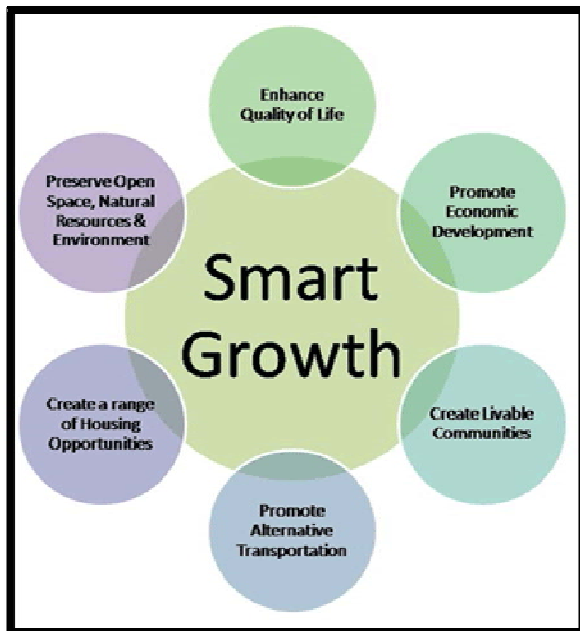 Enhance
Quality of Life
Promote
Economic
Development
Create Livable
Communities
Promote
Alternative
Transportation
Create a range
of Housing
Opportunities
Preserve Open
Space, Natural
Resources &
Environment
Smart
Growth